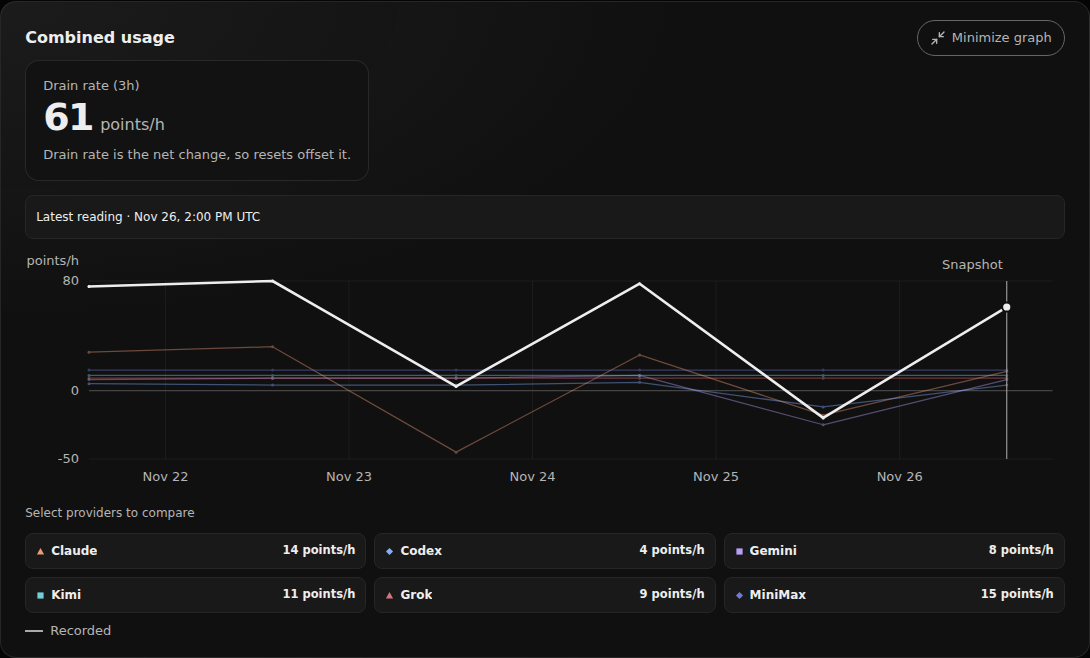 Combined usage
Minimize graph
Drain rate (3h)
61 points/h
Drain rate is the net change, so resets offset it.
Latest reading · Nov 26, 2:00 PM UTC
points/h
Snapshot
80
0
-50
Nov 22 Nov 23 Nov 24 Nov 25 Nov 26
Select providers to compare
Claude 14 points/h
Codex 4 points/h
Gemini 8 points/h
Kimi 11 points/h
Grok 9 points/h
MiniMax 15 points/h
Recorded